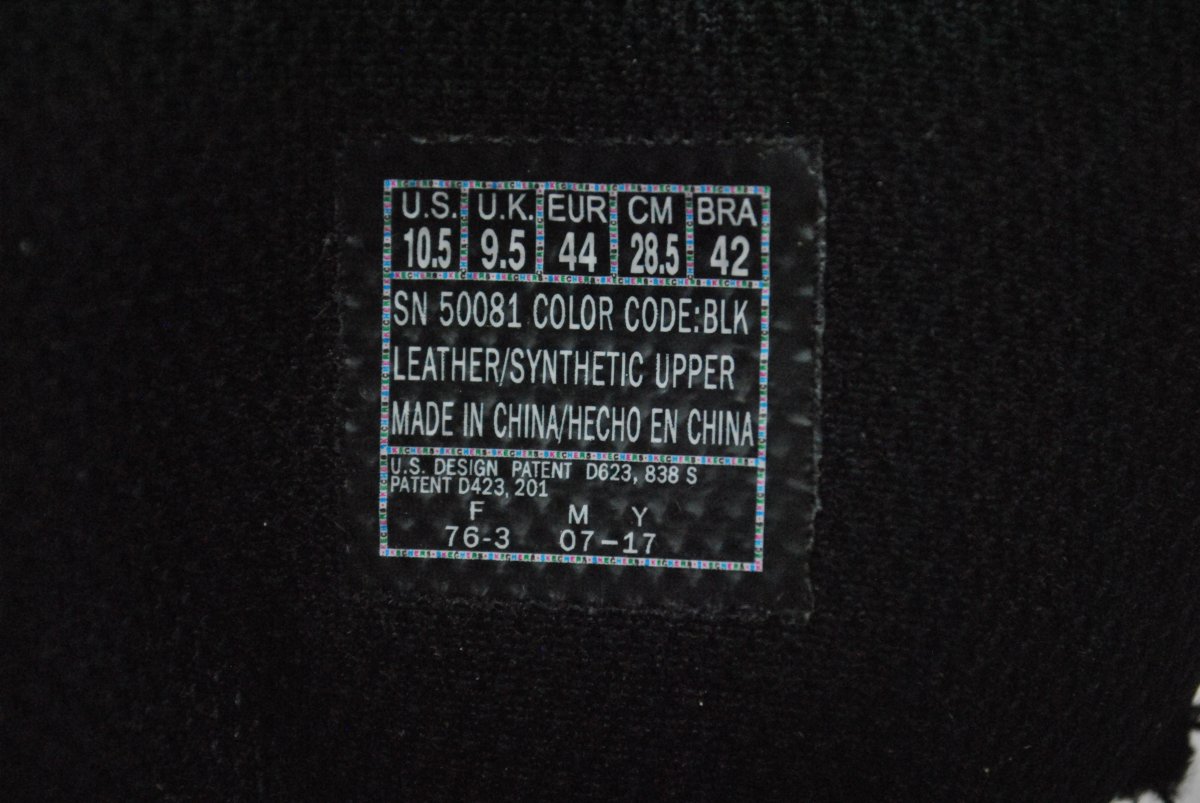 U.S. U.K. EUR CM BRA
10.5 9.5 44 28.5 42
SN 50081 COLOR CODE:BLK
LEATHER/SYNTHETIC UPPER
MADE IN CHINA/HECHO EN CHINA
U.S. DESIGN PATENT D623, 838 S
PATENT D423, 201
F M Y
76-3 07-17